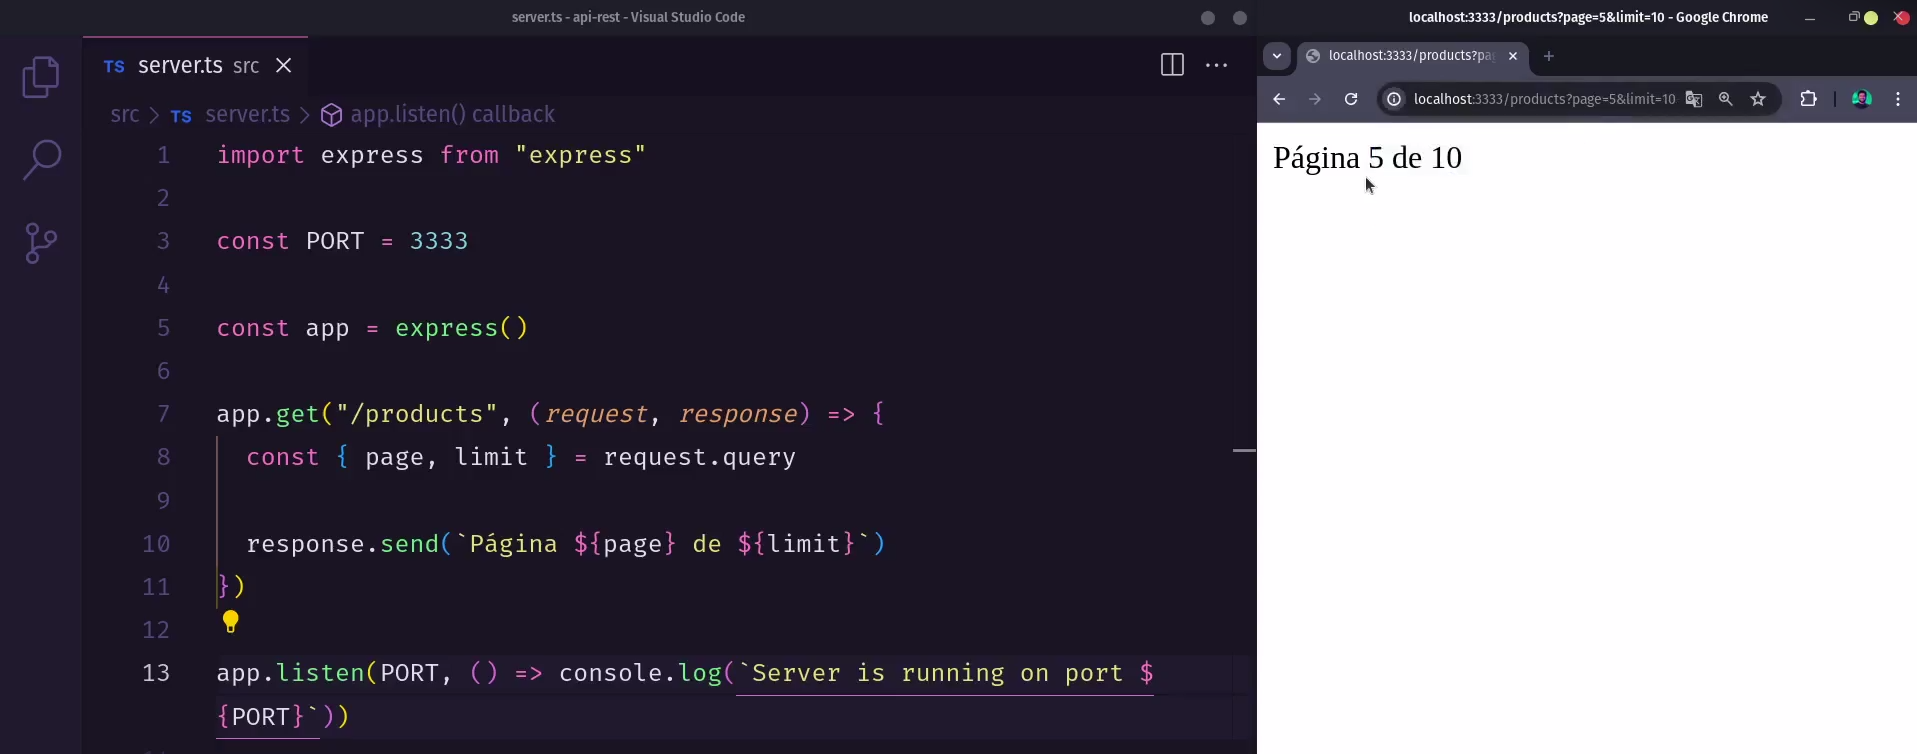 server.ts - api-rest - Visual Studio Code
TS server.ts src
src > TS server.ts > app.listen() callback
1 import express from "express"
2
3 const PORT = 3333
4
5 const app = express()
6
7 app.get("/products", (request, response) => {
8 const { page, limit } = request.query
9
10 response.send(`Página ${page} de ${limit}`)
11 })
12
13 app.listen(PORT, () => console.log(`Server is running on port $
{PORT}`))
localhost:3333/products?page=5&limit=10 - Google Chrome
localhost:3333/products?pa
localhost:3333/products?page=5&limit=10
Página 5 de 10